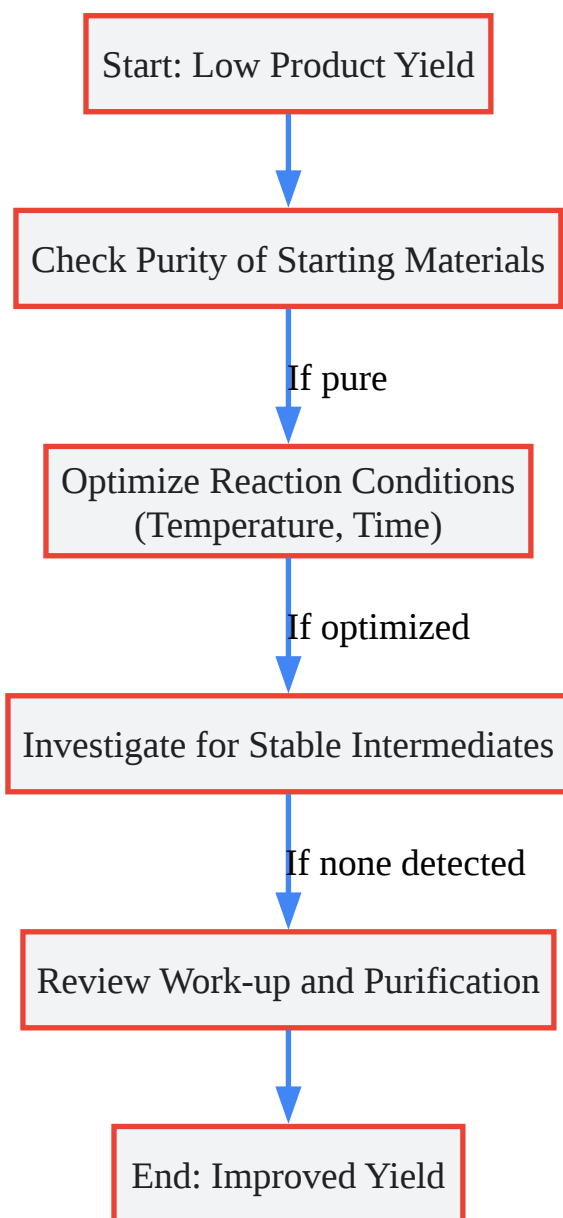 Start: Low Product Yield
Check Purity of Starting Materials
If pure
Optimize Reaction Conditions
(Temperature, Time)
If optimized
Investigate for Stable Intermediates
If none detected
Review Work-up and Purification
End: Improved Yield